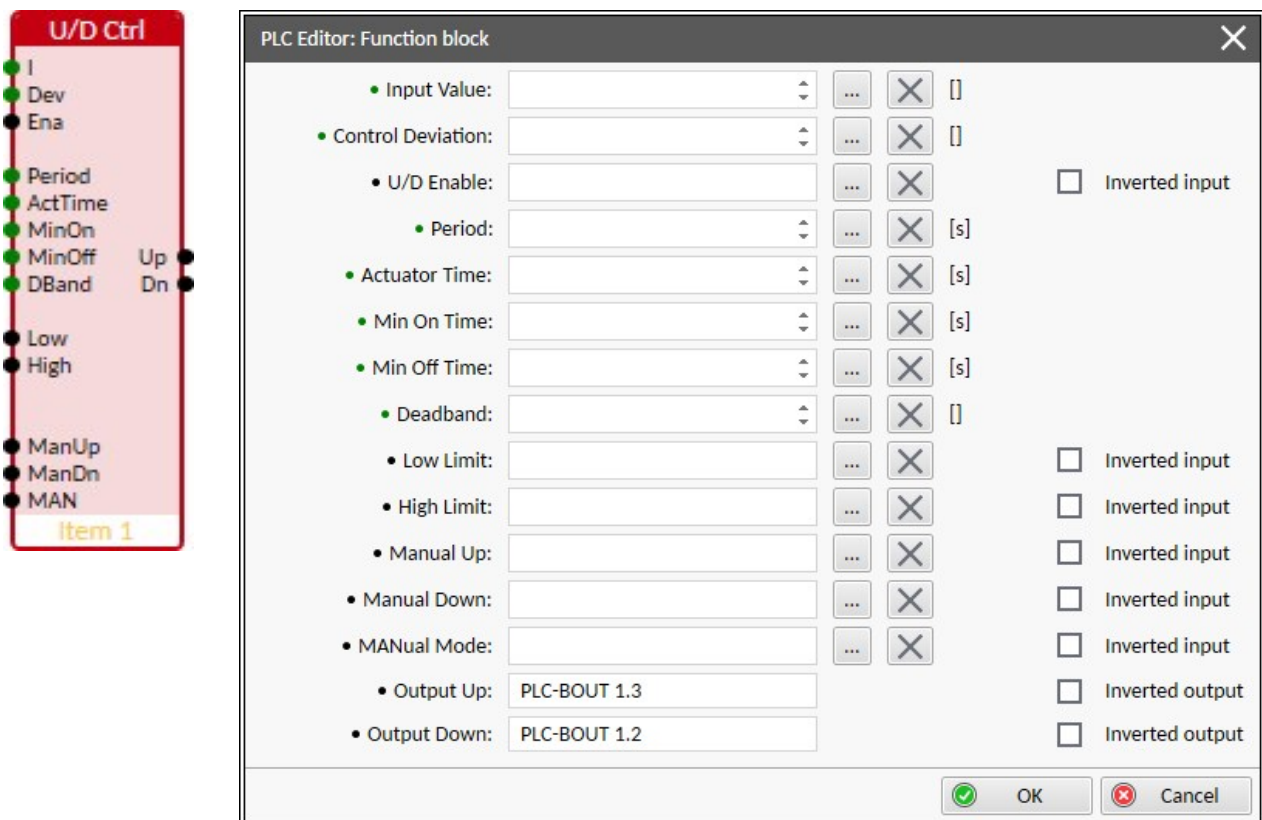 U/D Ctrl
I
Dev
Ena
Period
ActTime
MinOn
MinOff Up
DBand Dn
Low
High
ManUp
ManDn
MAN
Item 1
PLC Editor: Function block
• Input Value: ... []
• Control Deviation: ... []
• U/D Enable: ... Inverted input
• Period: ... [s]
• Actuator Time: ... [s]
• Min On Time: ... [s]
• Min Off Time: ... [s]
• Deadband: ... []
• Low Limit: ... Inverted input
• High Limit: ... Inverted input
• Manual Up: ... Inverted input
• Manual Down: ... Inverted input
• MANual Mode: ... Inverted input
• Output Up: PLC-BOUT 1.3 Inverted output
• Output Down: PLC-BOUT 1.2 Inverted output
OK Cancel